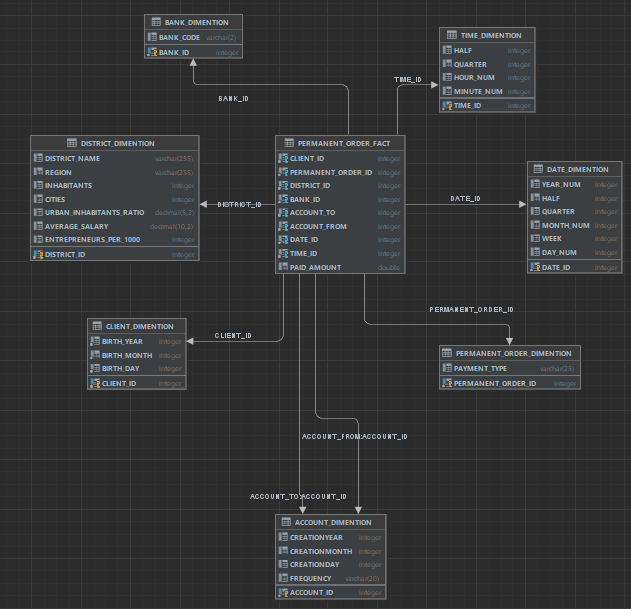 BANK_DIMENTION
BANK_CODE varchar(2)
BANK_ID integer
BANK_ID
TIME_DIMENTION
HALF integer
QUARTER integer
HOUR_NUM integer
MINUTE_NUM integer
TIME_ID integer
TIME_ID
DISTRICT_DIMENTION
DISTRICT_NAME varchar(255)
REGION varchar(255)
INHABITANTS integer
CITIES integer
URBAN_INHABITANTS_RATIO decimal(5,2)
AVERAGE_SALARY decimal(10,2)
ENTREPRENEURS_PER_1000 integer
DISTRICT_ID integer
DISTRICT_ID
PERMANENT_ORDER_FACT
CLIENT_ID integer
PERMANENT_ORDER_ID integer
DISTRICT_ID integer
BANK_ID integer
ACCOUNT_TO integer
ACCOUNT_FROM integer
DATE_ID integer
TIME_ID integer
PAID_AMOUNT double
DATE_ID
DATE_DIMENTION
YEAR_NUM integer
HALF integer
QUARTER integer
MONTH_NUM integer
WEEK integer
DAY_NUM integer
DATE_ID integer
CLIENT_DIMENTION
BIRTH_YEAR integer
BIRTH_MONTH integer
BIRTH_DAY integer
CLIENT_ID integer
CLIENT_ID
PERMANENT_ORDER_ID
PERMANENT_ORDER_DIMENTION
PAYMENT_TYPE varchar(25)
PERMANENT_ORDER_ID integer
ACCOUNT_FROM:ACCOUNT_ID
ACCOUNT_TO:ACCOUNT_ID
ACCOUNT_DIMENTION
CREATIONYEAR integer
CREATIONMONTH integer
CREATIONDAY integer
FREQUENCY varchar(20)
ACCOUNT_ID integer